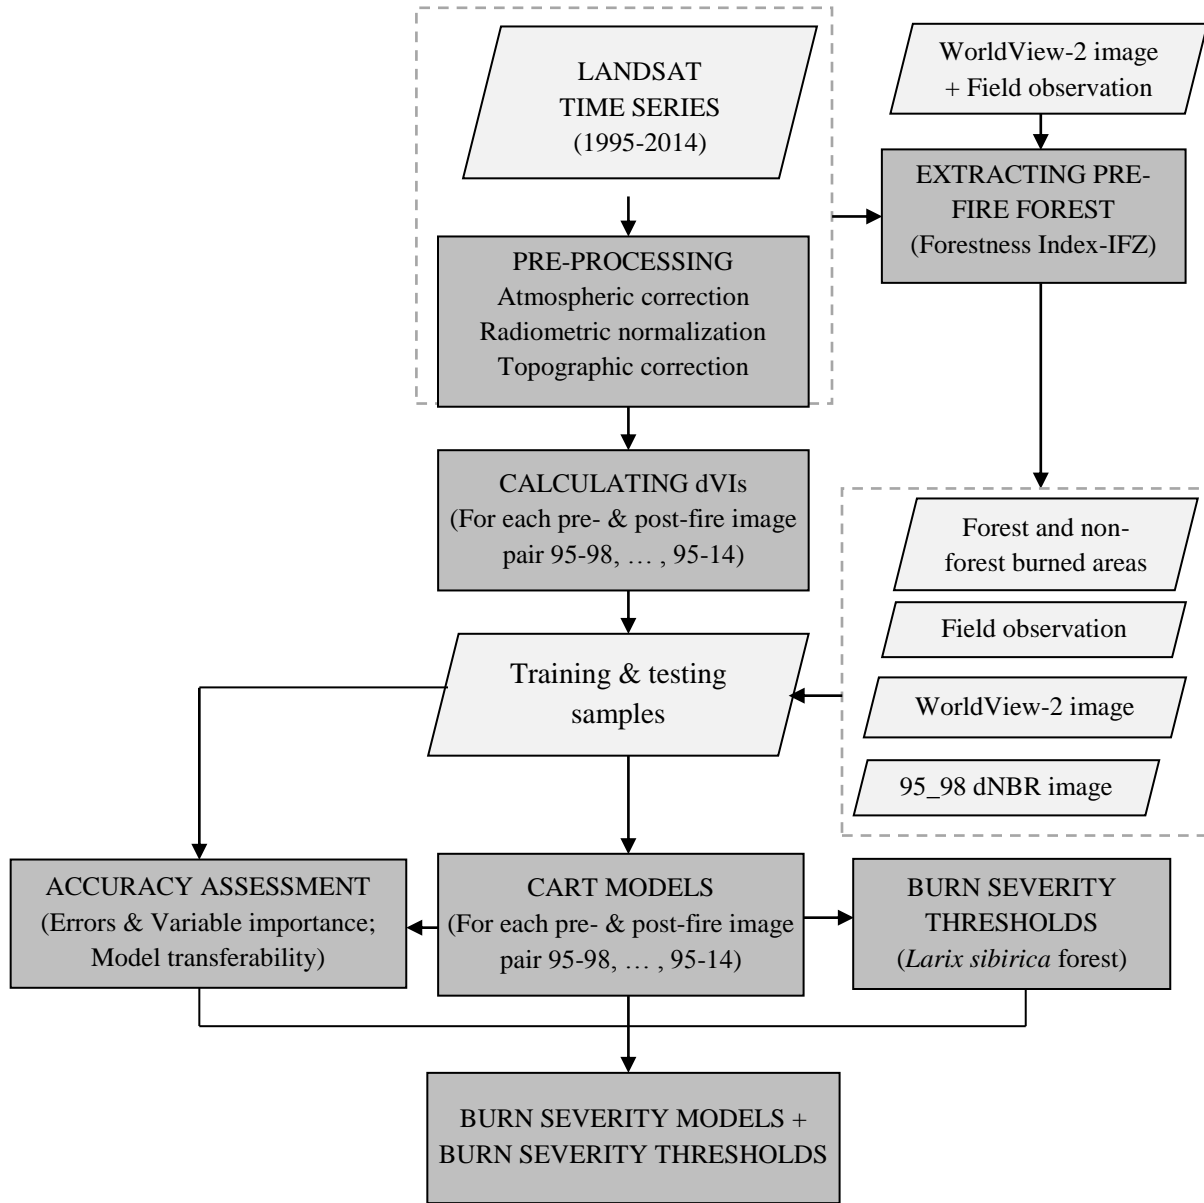 LANDSAT
TIME SERIES
(1995-2014)
WorldView-2 image
+ Field observation
EXTRACTING PRE-
FIRE FOREST
(Forestness Index-IFZ)
PRE-PROCESSING
Atmospheric correction
Radiometric normalization
Topographic correction
CALCULATING dVIs
(For each pre- & post-fire image
pair 95-98, … , 95-14)
Forest and non-
forest burned areas
Field observation
WorldView-2 image
95_98 dNBR image
Training & testing
samples
ACCURACY ASSESSMENT
(Errors & Variable importance;
Model transferability)
CART MODELS
(For each pre- & post-fire image
pair 95-98, … , 95-14)
BURN SEVERITY
THRESHOLDS
(Larix sibirica forest)
BURN SEVERITY MODELS +
BURN SEVERITY THRESHOLDS